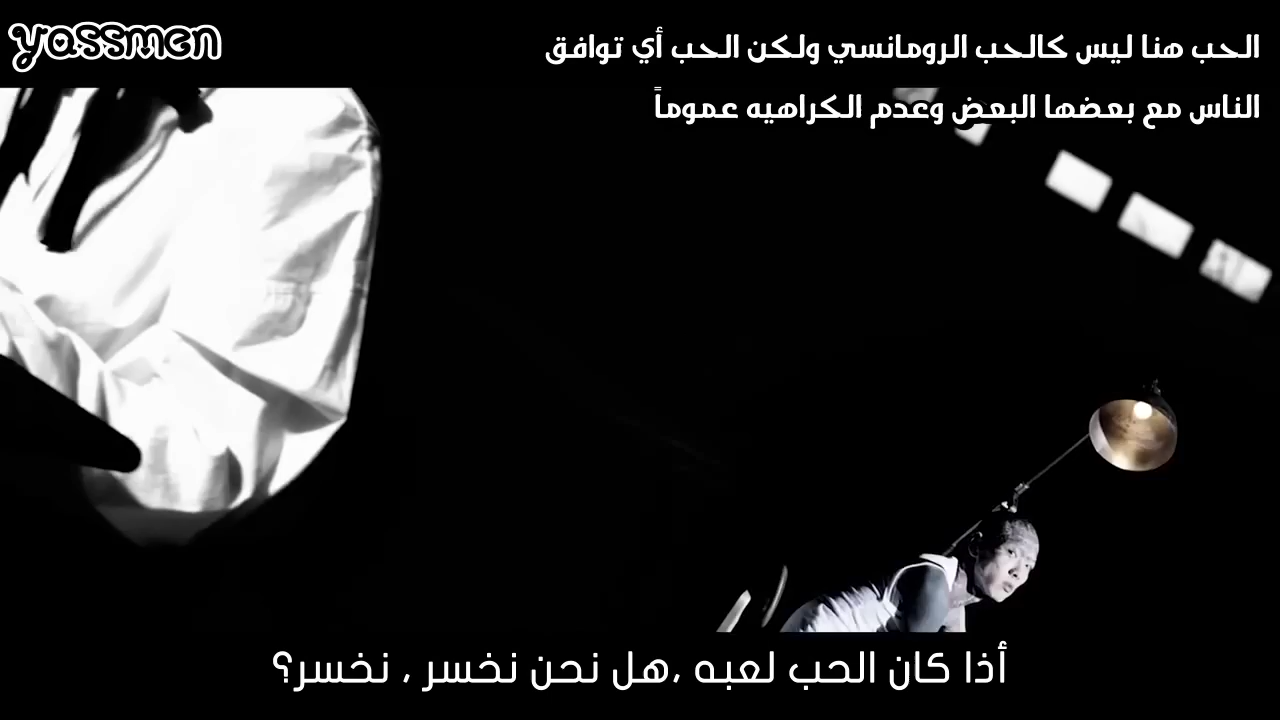 yassmen
الحب هنا ليس كالحب الرومانسي ولكن الحب أي توافق
الناس مع بعضها البعض وعدم الكراهيه عموماً
أذا كان الحب لعبه ،هل نحن نخسر ، نخسر؟